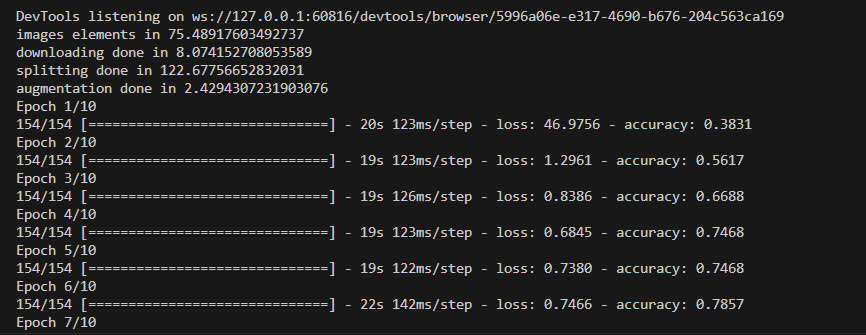 DevTools listening on ws://127.0.0.1:60816/devtools/browser/5996a06e-e317-4690-b676-204c563ca169
images elements in 75.48917603492737
downloading done in 8.074152708053589
splitting done in 122.67756652832031
augmentation done in 2.4294307231903076
Epoch 1/10
154/154 [==============================] - 20s 123ms/step - loss: 46.9756 - accuracy: 0.3831
Epoch 2/10
154/154 [==============================] - 19s 123ms/step - loss: 1.2961 - accuracy: 0.5617
Epoch 3/10
154/154 [==============================] - 19s 126ms/step - loss: 0.8386 - accuracy: 0.6688
Epoch 4/10
154/154 [==============================] - 19s 123ms/step - loss: 0.6845 - accuracy: 0.7468
Epoch 5/10
154/154 [==============================] - 19s 122ms/step - loss: 0.7380 - accuracy: 0.7468
Epoch 6/10
154/154 [==============================] - 22s 142ms/step - loss: 0.7466 - accuracy: 0.7857
Epoch 7/10